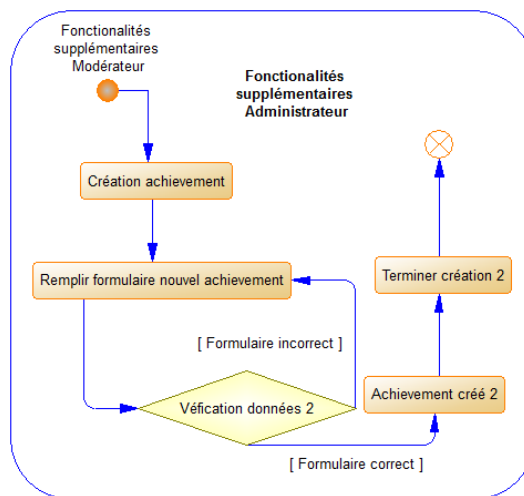 Fonctionalités
supplémentaires
Modérateur
Fonctionalités
supplémentaires
Administrateur
Création achievement
Remplir formulaire nouvel achievement
Terminer création 2
[ Formulaire incorrect ]
Véfication données 2
Achievement créé 2
[ Formulaire correct ]